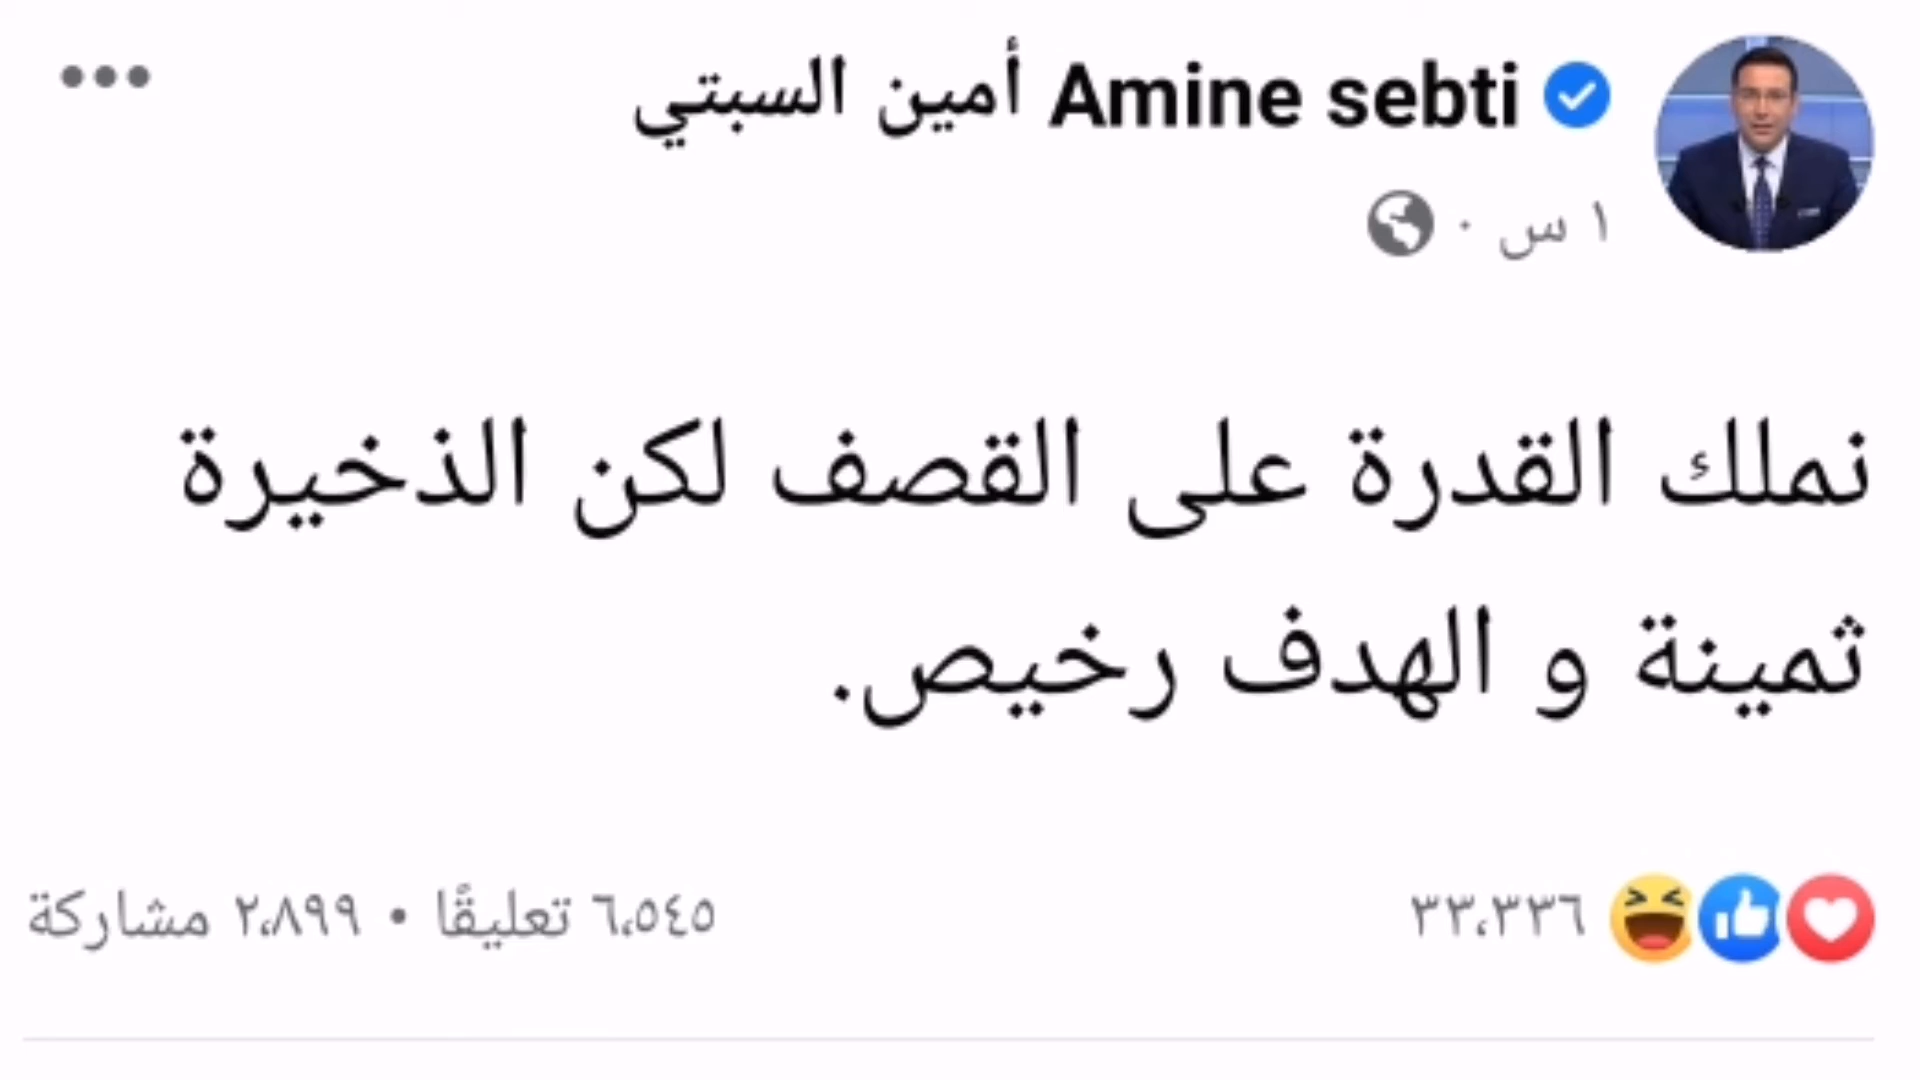 Amine sebti أمين السبتي
١ س ·
نملك القدرة على القصف لكن الذخيرة
ثمينة و الهدف رخيص.
٣٣،٣٣٦
٦،٥٤٥ تعليقًا • ٢،٨٩٩ مشاركة